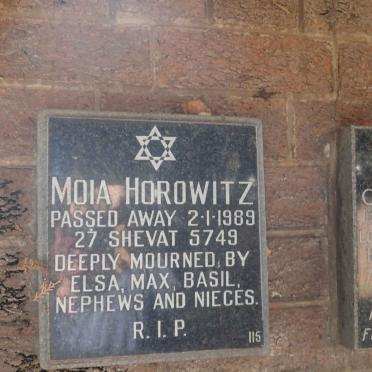 MOIA HOROWITZ
PASSED AWAY 2·1·1989
27 SHEVAT 5749
DEEPLY MOURNED BY
ELSA, MAX, BASIL,
NEPHEWS AND NIECES.
R. I. P.
115